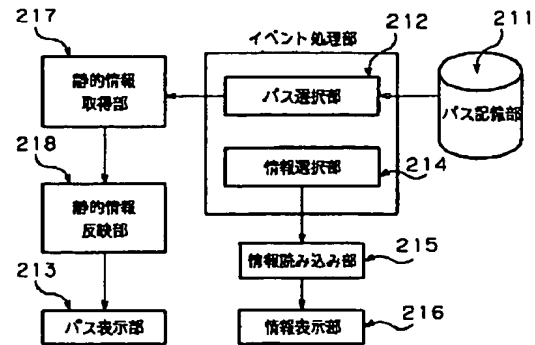 217
イベント処理部
212
211
静的情報
取得部
パス選択部
パス記憶部
218
情報選択部
214
静的情報
反映部
213
情報読み込み部
215
パス表示部
情報表示部
216